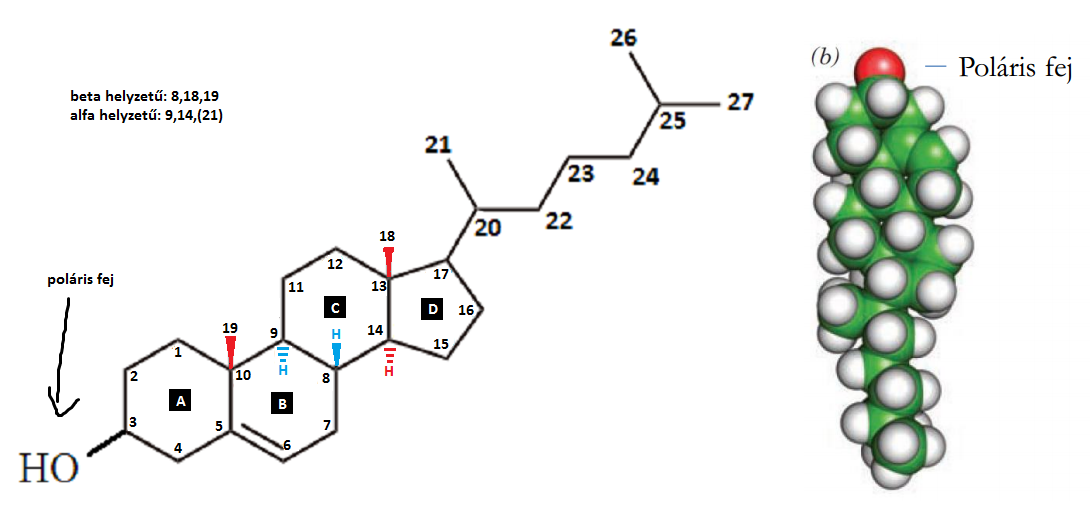 beta helyzetű: 8,18,19
alfa helyzetű: 9,14,(21)
(b)
Poláris fej
26
27
25
21
23
24
20
22
18
12
17
11
13
poláris fej
C
D
16
19
9
H
14
15
1
10
H
8
H
2
A
B
3
5
6
7
4
HO